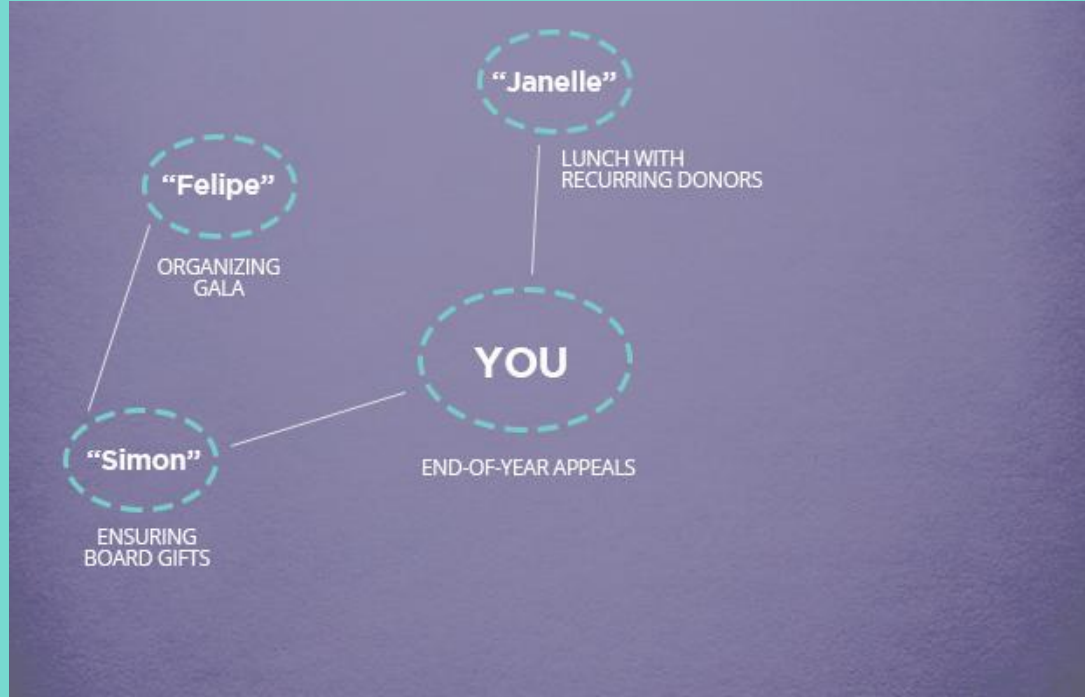 “Janelle”
LUNCH WITH
RECURRING DONORS
“Felipe”
ORGANIZING
GALA
YOU
END-OF-YEAR APPEALS
“Simon”
ENSURING
BOARD GIFTS